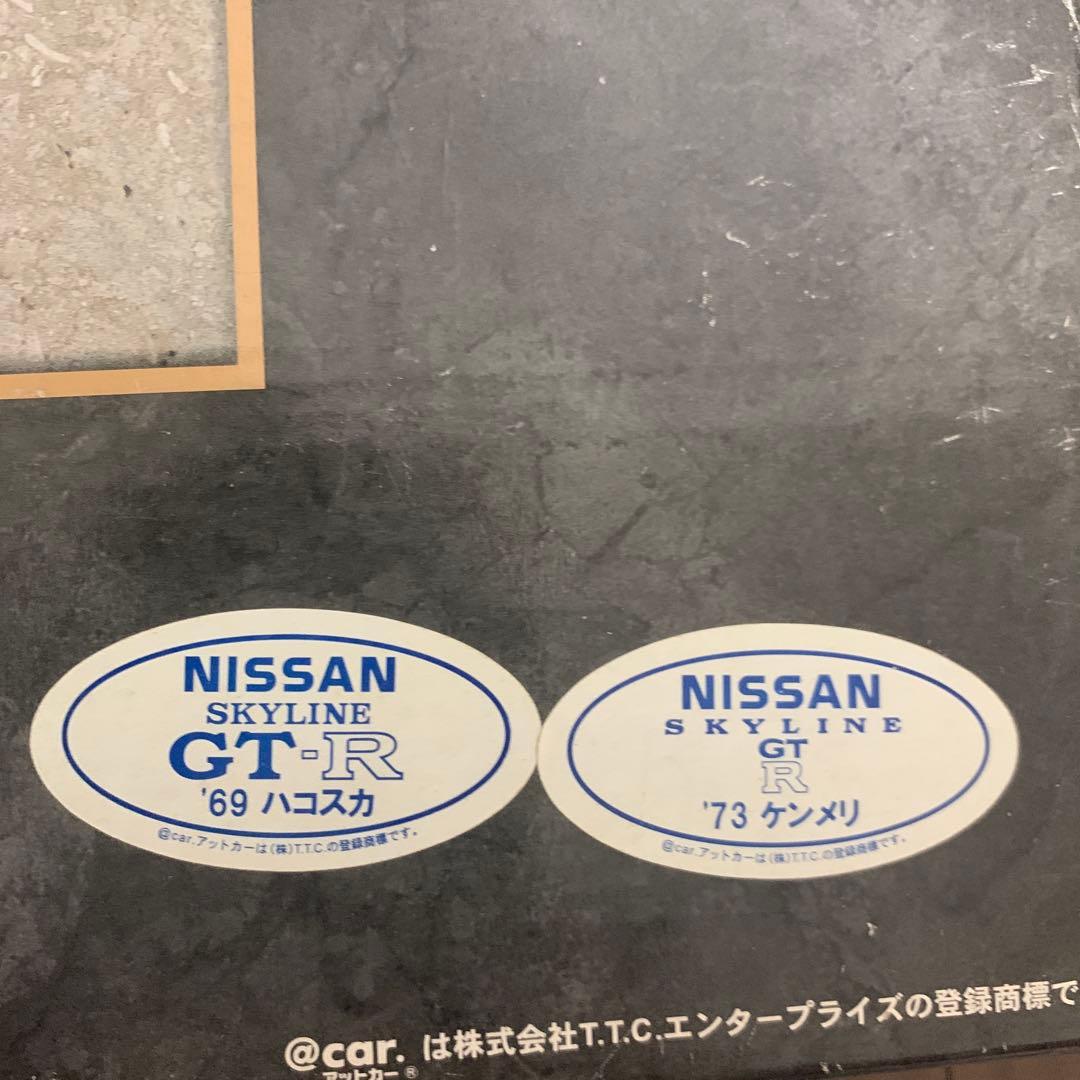 NISSAN
SKYLINE
GT-R
'69 ハコスカ
@car.アットカーは(株)T.T.C.の登録商標です。
NISSAN
SKYLINE
GT
R
'73 ケンメリ
@car.アットカーは(株)T.T.C.の登録商標です。
@car. は株式会社T.T.C.エンタープライズの登録商標で
アットカー®